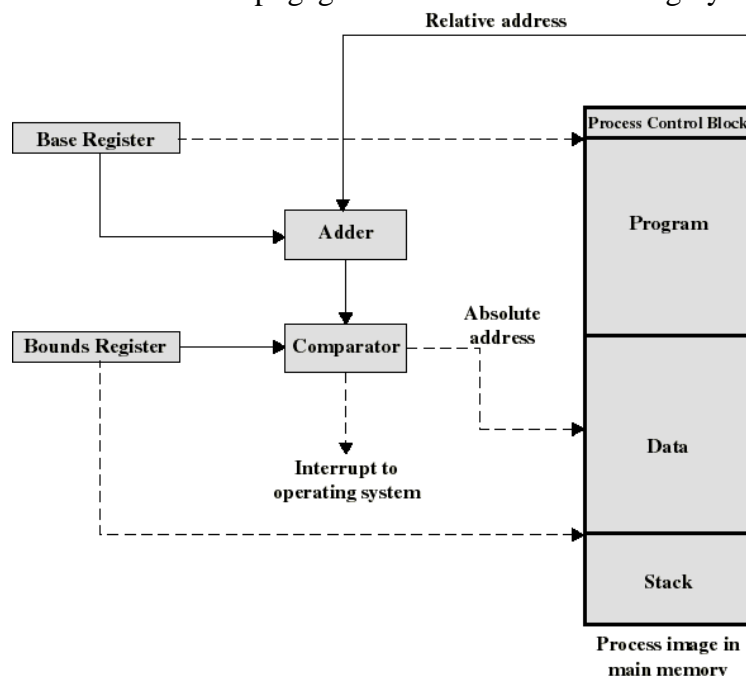 Relative address
Process Control Block
Base Register
Program
Adder
Absolute
address
Bounds Register
Comparator
Data
Interrupt to
operating system
Stack
Process image in
main memory